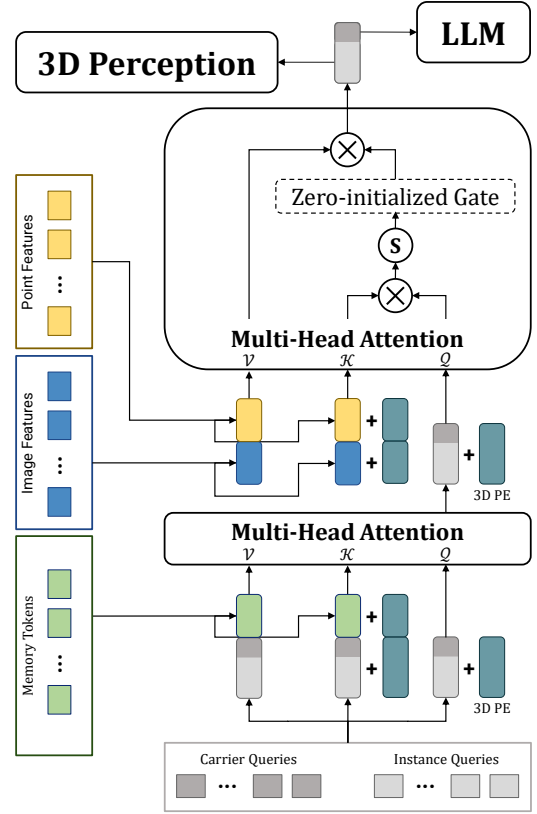 LLM
3D Perception
Zero-initialized Gate
S
Multi-Head Attention
𝒱
𝒦
𝒬
Point Features
...
Image Features
...
+
+
+
3D PE
Multi-Head Attention
𝒱
𝒦
𝒬
Memory Tokens
...
+
+
+
3D PE
Carrier Queries
Instance Queries
...
...